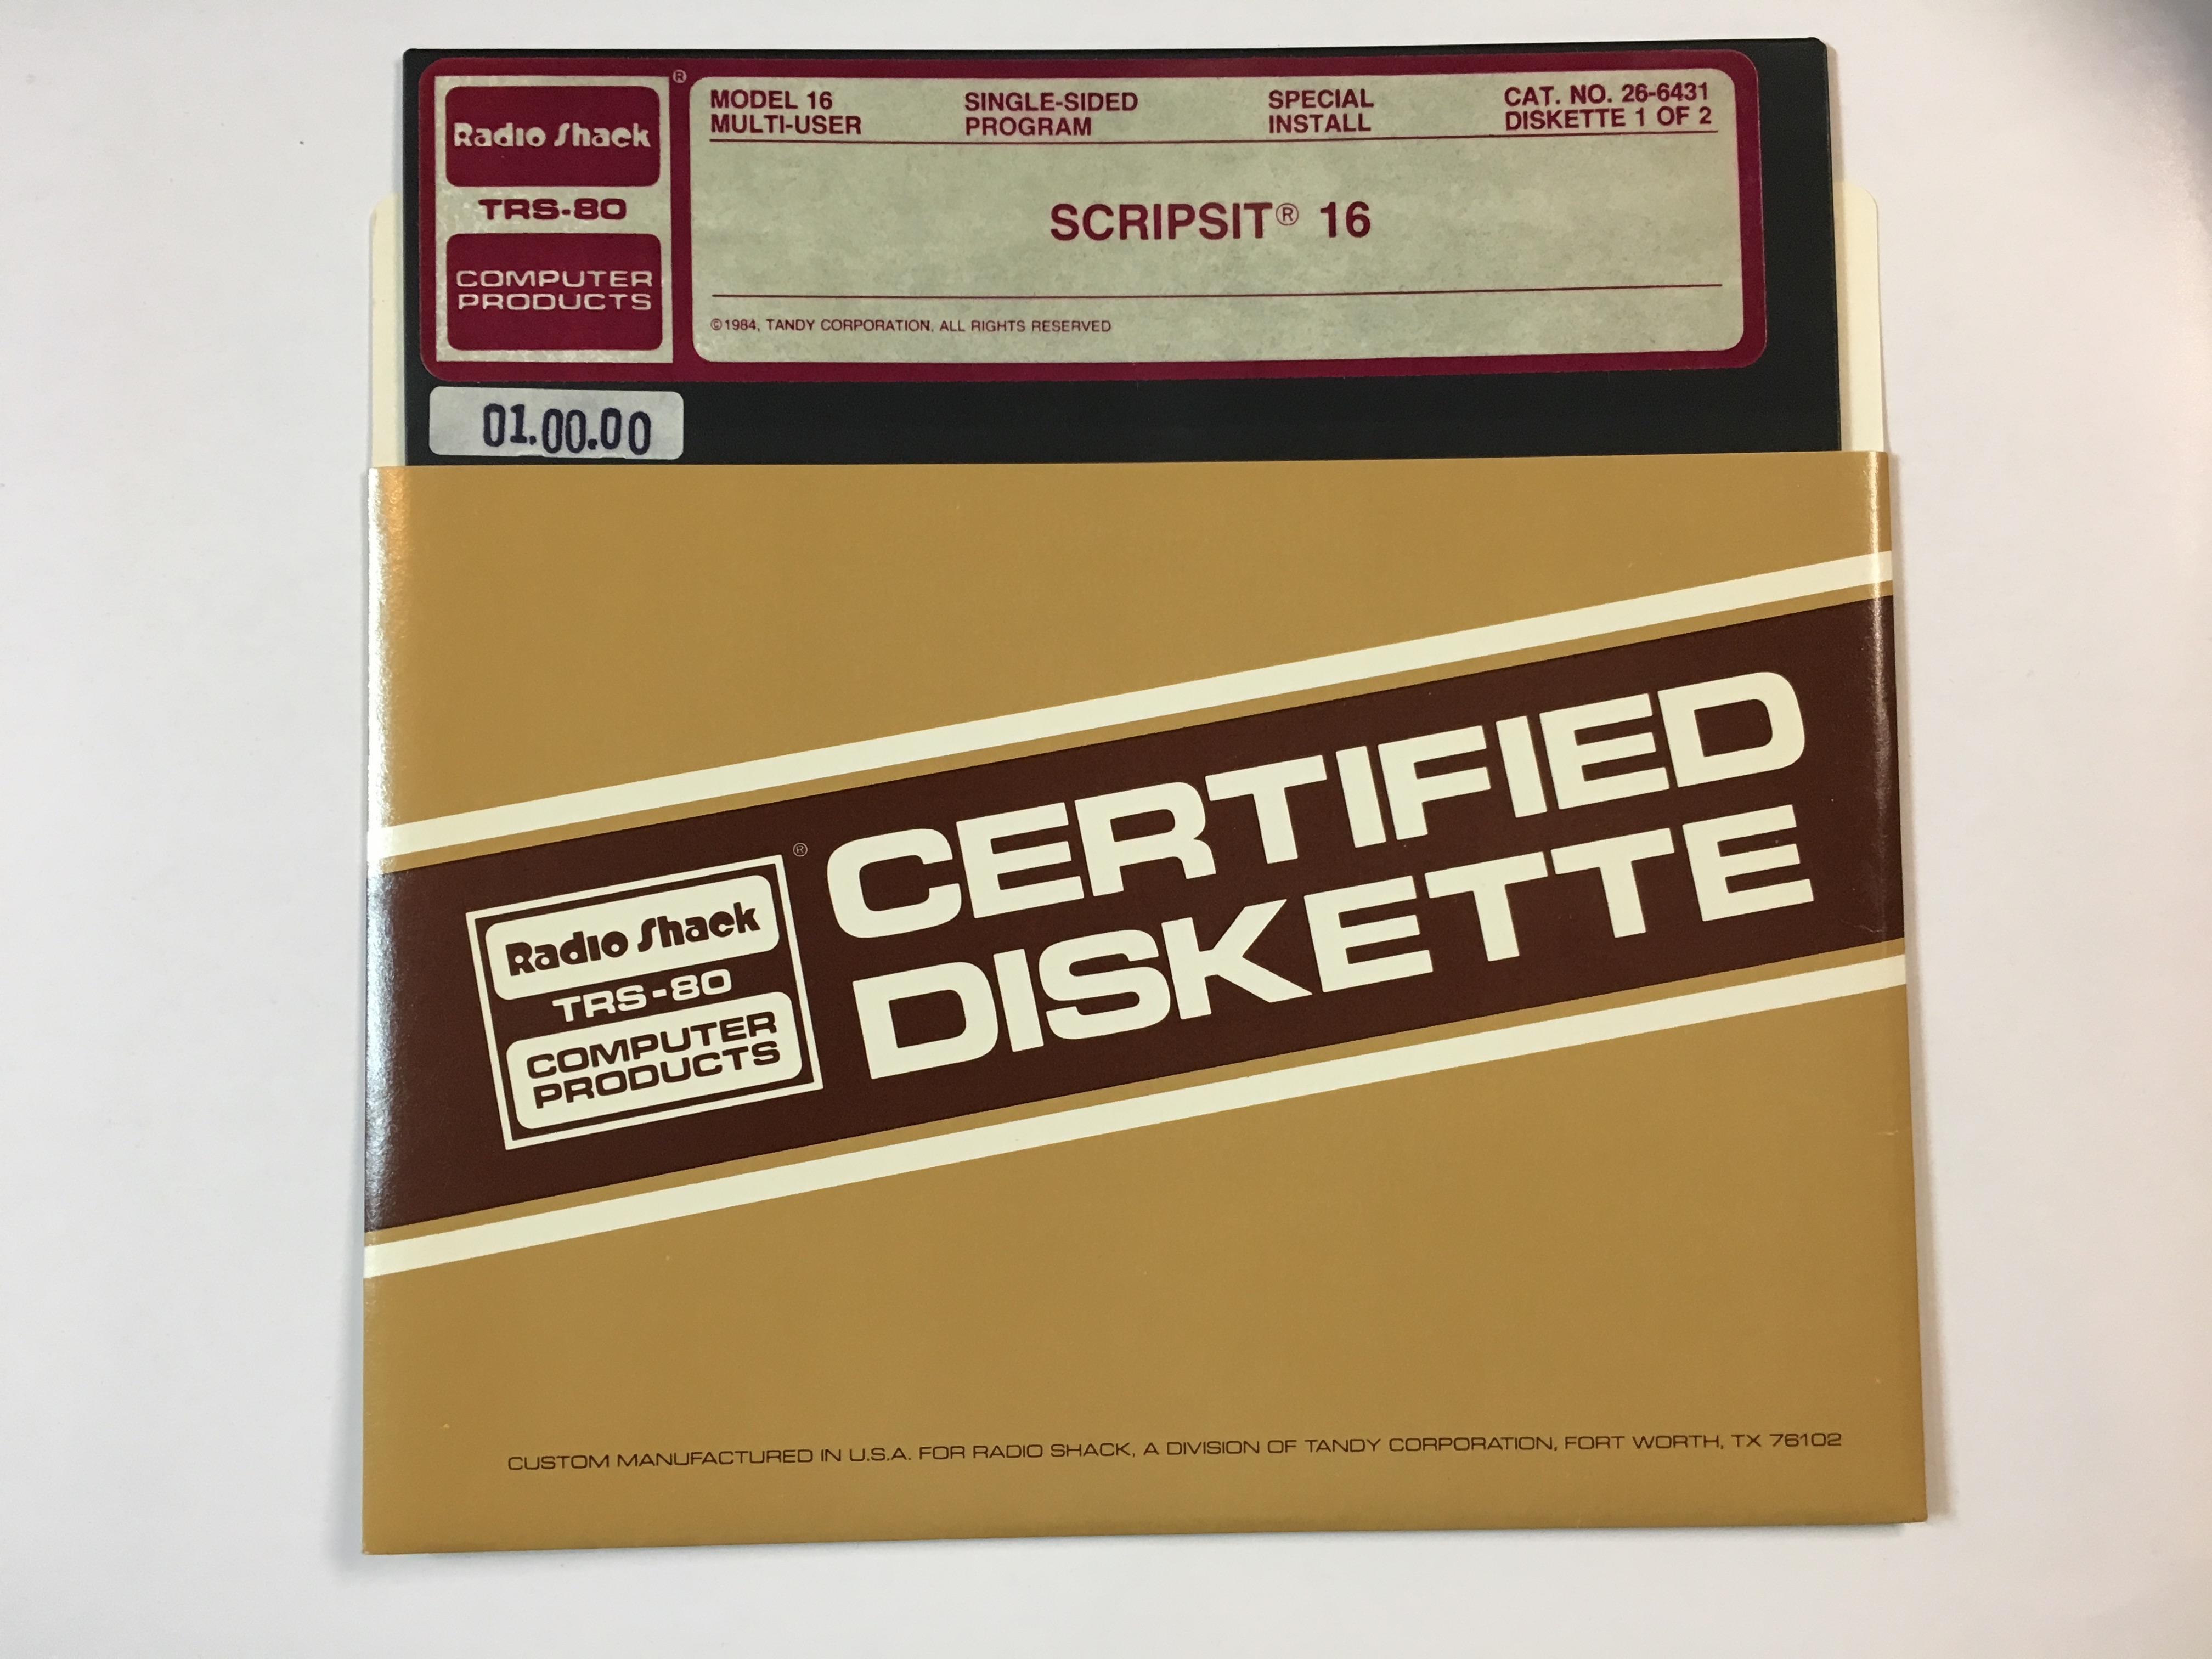 Radio Shack
®
TRS-80
COMPUTER
PRODUCTS
MODEL 16
MULTI-USER
SINGLE-SIDED
PROGRAM
SPECIAL
INSTALL
CAT. NO. 26-6431
DISKETTE 1 OF 2
SCRIPSIT® 16
©1984, TANDY CORPORATION. ALL RIGHTS RESERVED
01.00.00
Radio Shack
®
TRS-80
COMPUTER
PRODUCTS
CERTIFIED
DISKETTE
CUSTOM MANUFACTURED IN U.S.A. FOR RADIO SHACK, A DIVISION OF TANDY CORPORATION, FORT WORTH, TX 76102